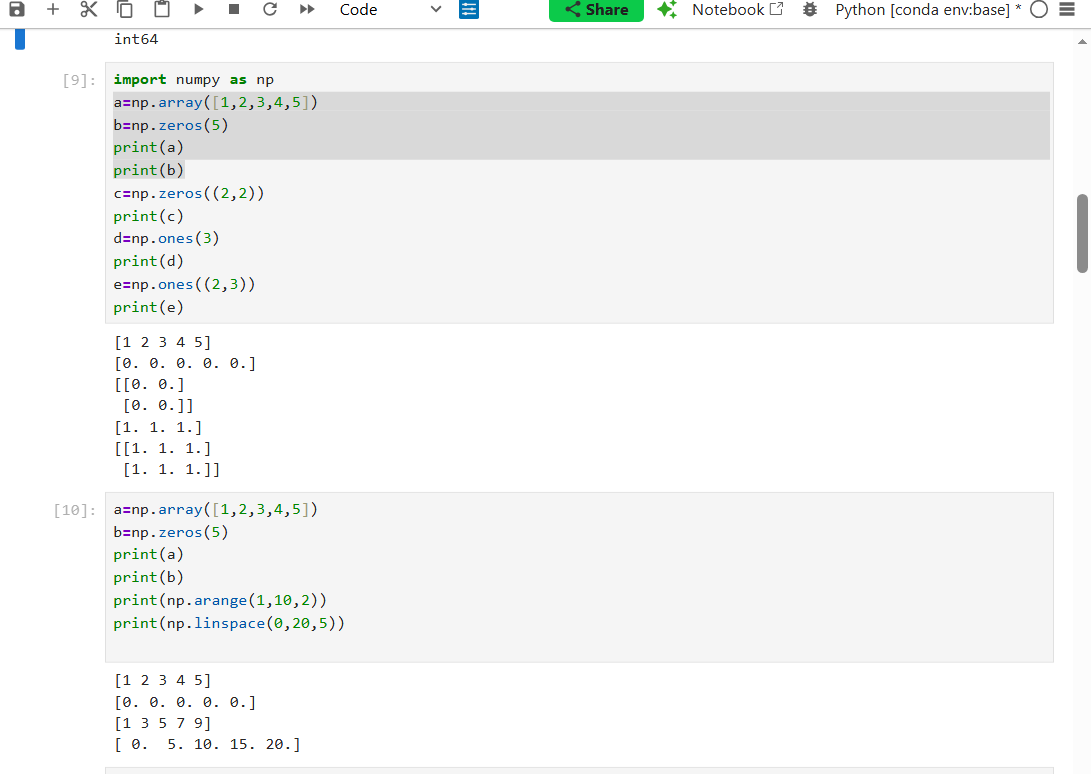 Code Share Notebook Python [conda env:base] *
int64
[9]:
import numpy as np
a=np.array([1,2,3,4,5])
b=np.zeros(5)
print(a)
print(b)
c=np.zeros((2,2))
print(c)
d=np.ones(3)
print(d)
e=np.ones((2,3))
print(e)
[1 2 3 4 5]
[0. 0. 0. 0. 0.]
[[0. 0.]
 [0. 0.]]
[1. 1. 1.]
[[1. 1. 1.]
 [1. 1. 1.]]
[10]:
a=np.array([1,2,3,4,5])
b=np.zeros(5)
print(a)
print(b)
print(np.arange(1,10,2))
print(np.linspace(0,20,5))
[1 2 3 4 5]
[0. 0. 0. 0. 0.]
[1 3 5 7 9]
[ 0.  5. 10. 15. 20.]